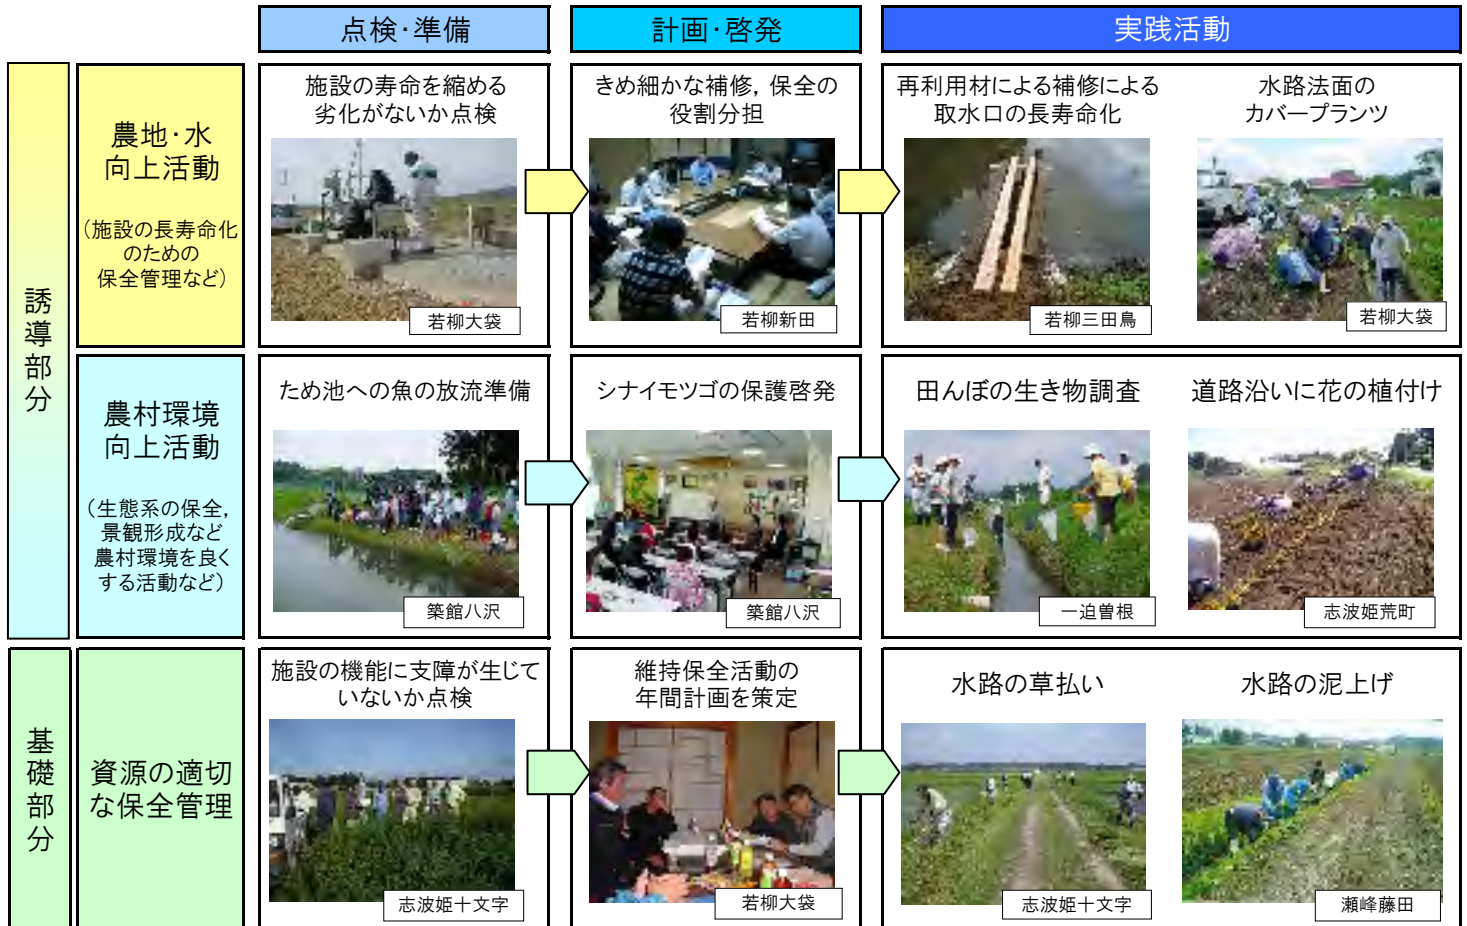 点検・準備
計画・啓発
実践活動
誘導部分
農地・水
向上活動
（施設の長寿命化
のための
保全管理など）
施設の寿命を縮める
劣化がないか点検
若柳大袋
きめ細かな補修，保全の
役割分担
若柳新田
再利用材による補修による
取水口の長寿命化
若柳三田鳥
水路法面の
カバープランツ
若柳大袋
農村環境
向上活動
（生態系の保全，
景観形成など
農村環境を良く
する活動など）
ため池への魚の放流準備
築館八沢
シナイモツゴの保護啓発
築館八沢
田んぼの生き物調査
一迫曽根
道路沿いに花の植付け
志波姫荒町
基礎部分
資源の適切
な保全管理
施設の機能に支障が生じて
いないか点検
志波姫十文字
維持保全活動の
年間計画を策定
若柳大袋
水路の草払い
志波姫十文字
水路の泥上げ
瀬峰藤田